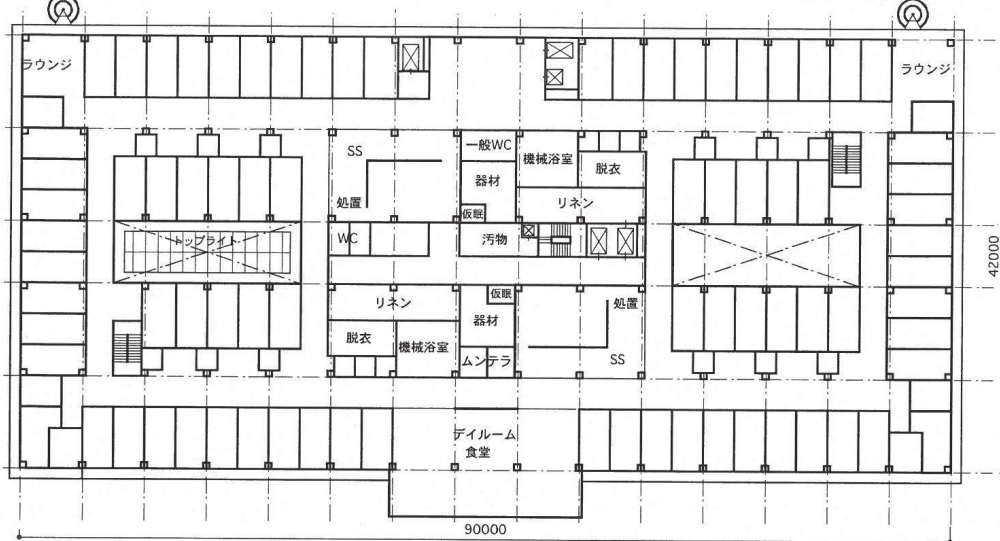 ラウンジ
ラウンジ
SS
一般WC
機械浴室
脱衣
器材
処置
仮眠
リネン
トップライト
WC
汚物
42000
リネン
仮眠
処置
器材
脱衣
機械浴室
ムンテラ
SS
デイルーム
食堂
90000